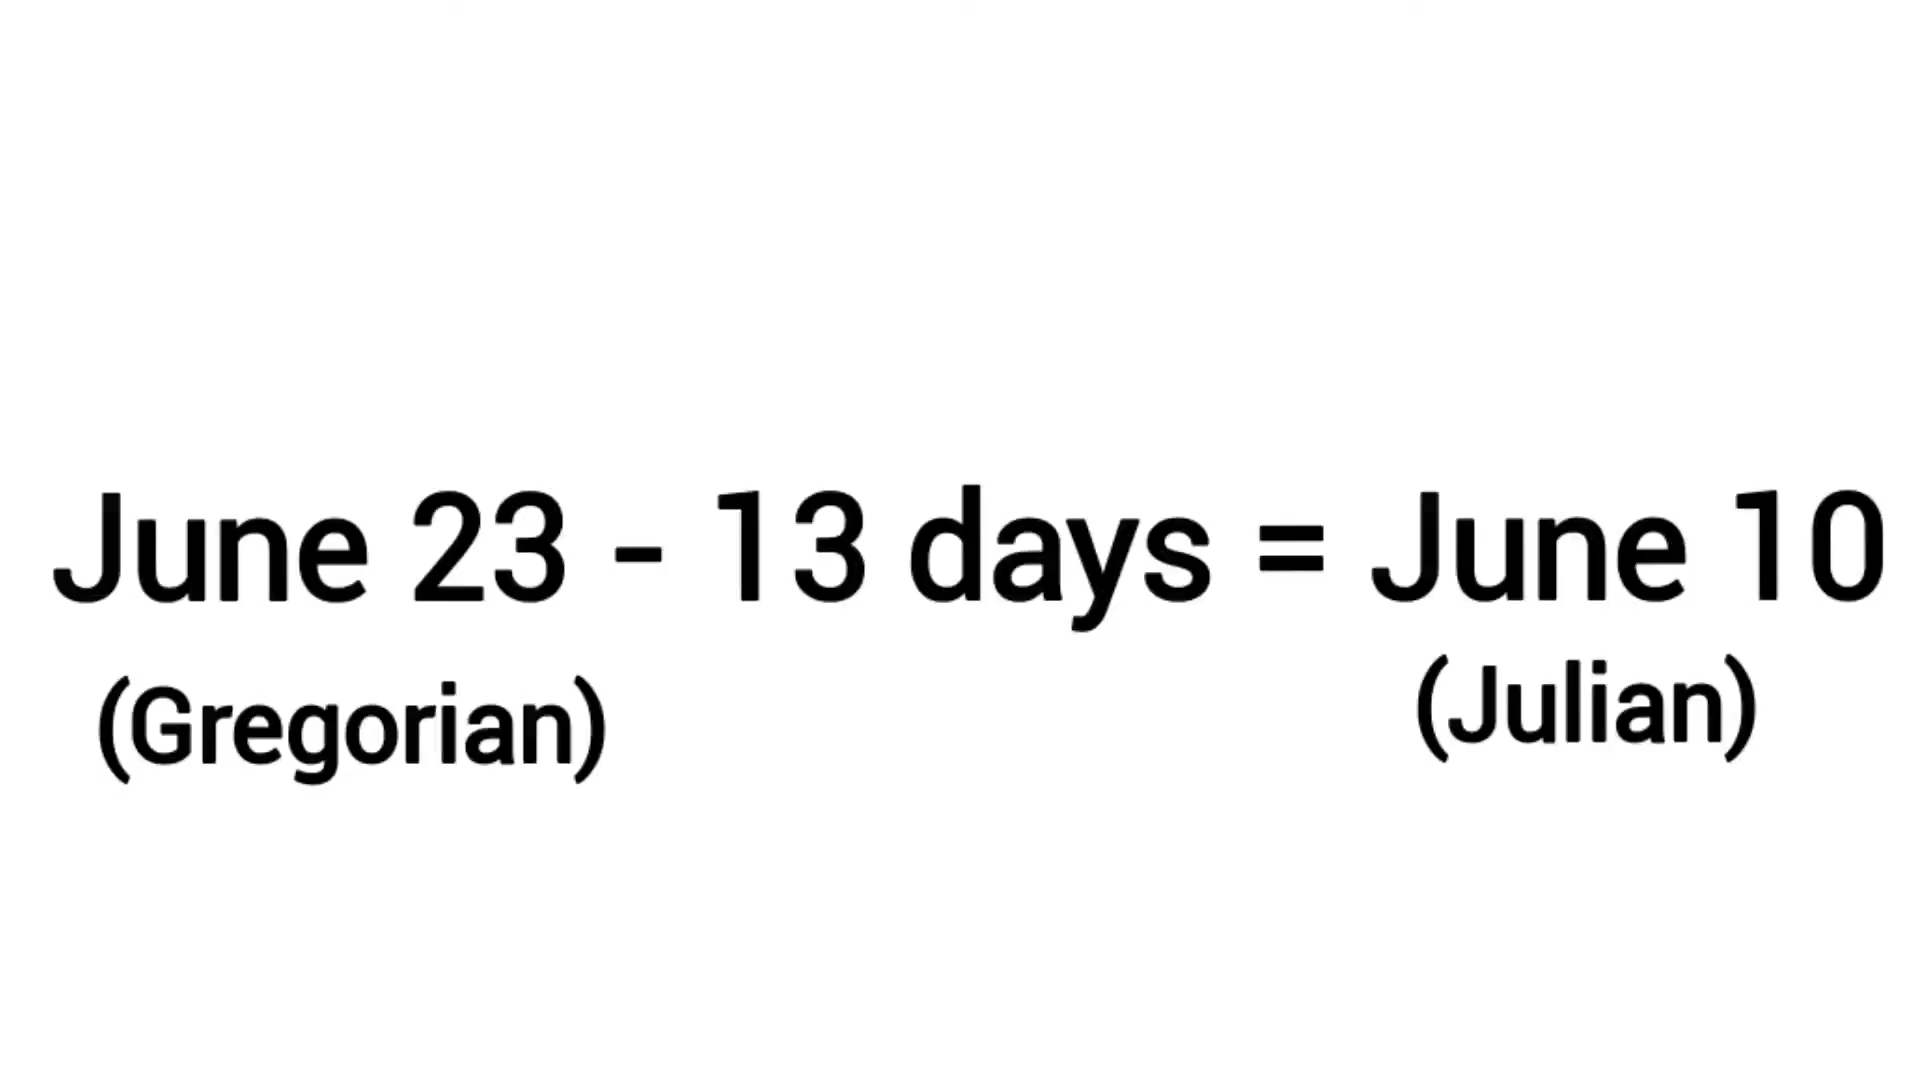 June 23 - 13 days = June 10
(Gregorian) (Julian)